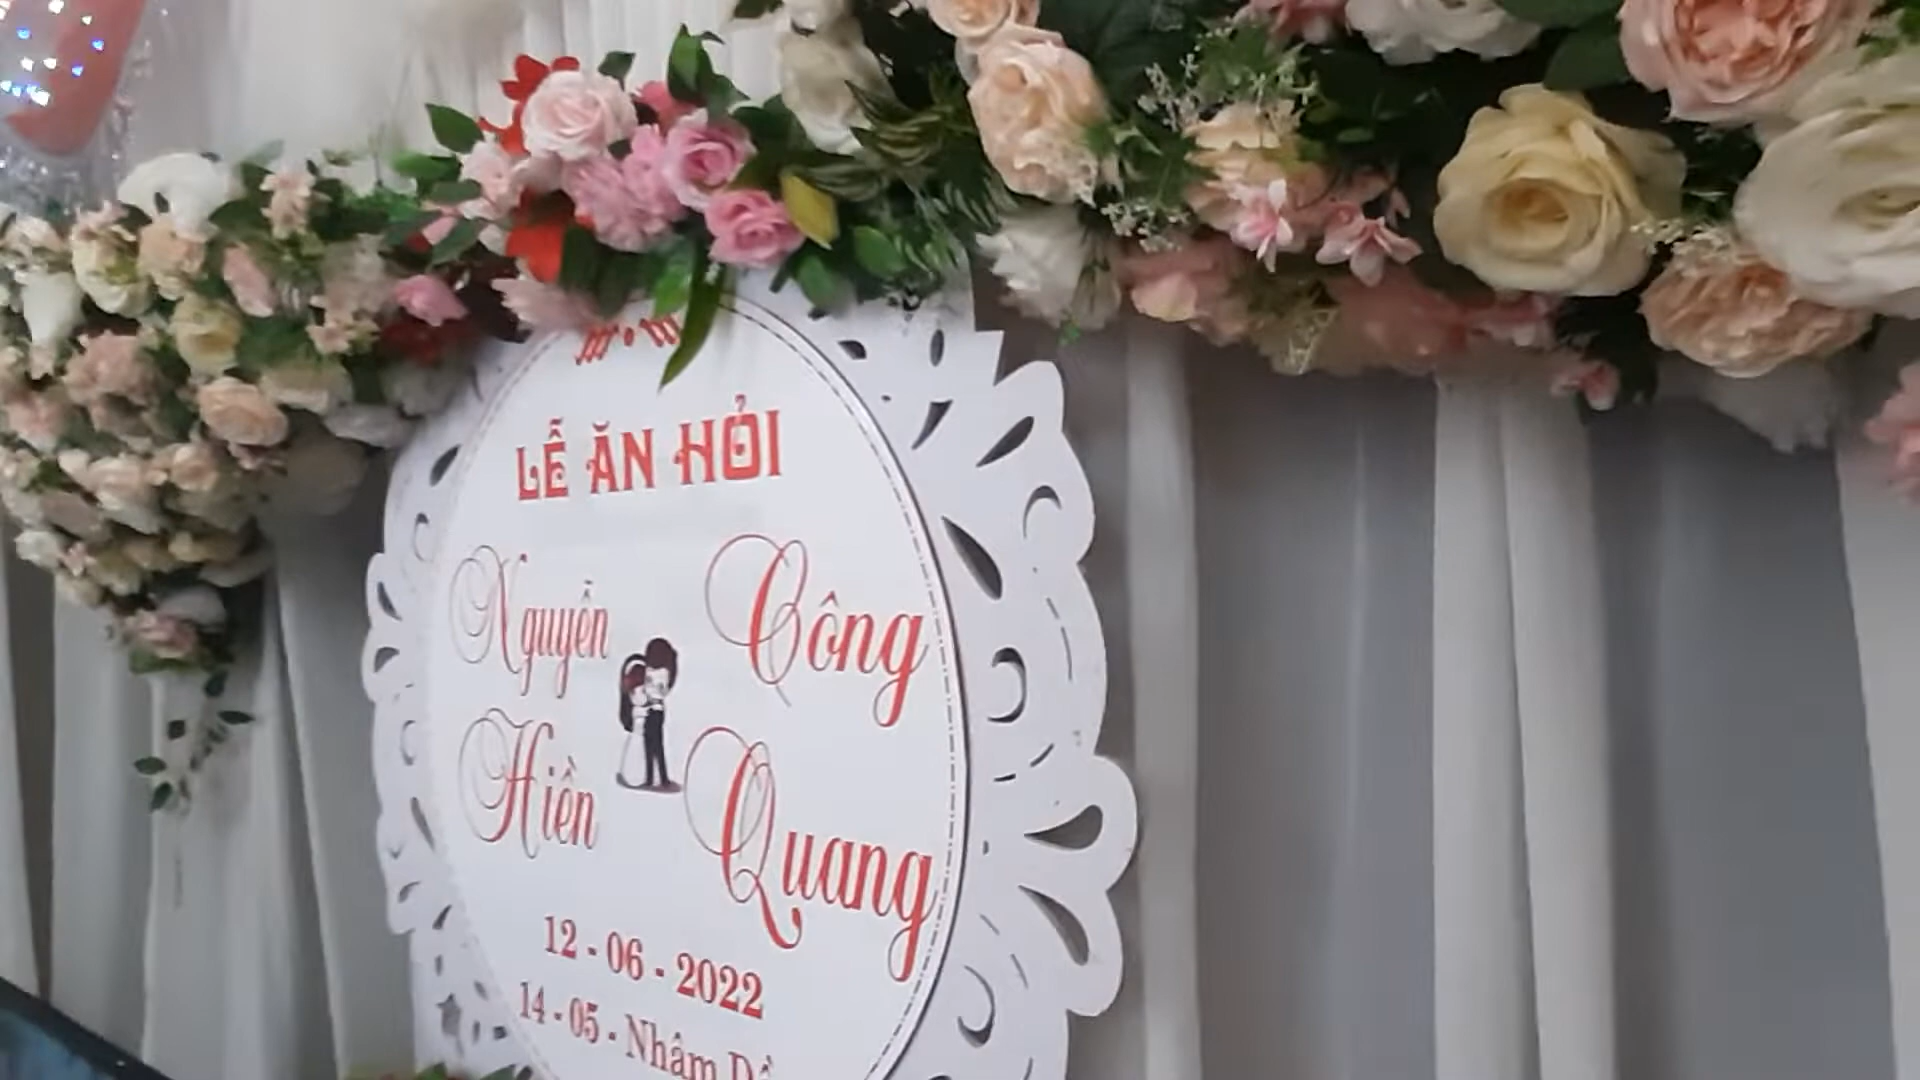 LỄ ĂN HỎI
Nguyễn Công
Hiền Quang
12 - 06 - 2022
14 - 05 - Nhâm